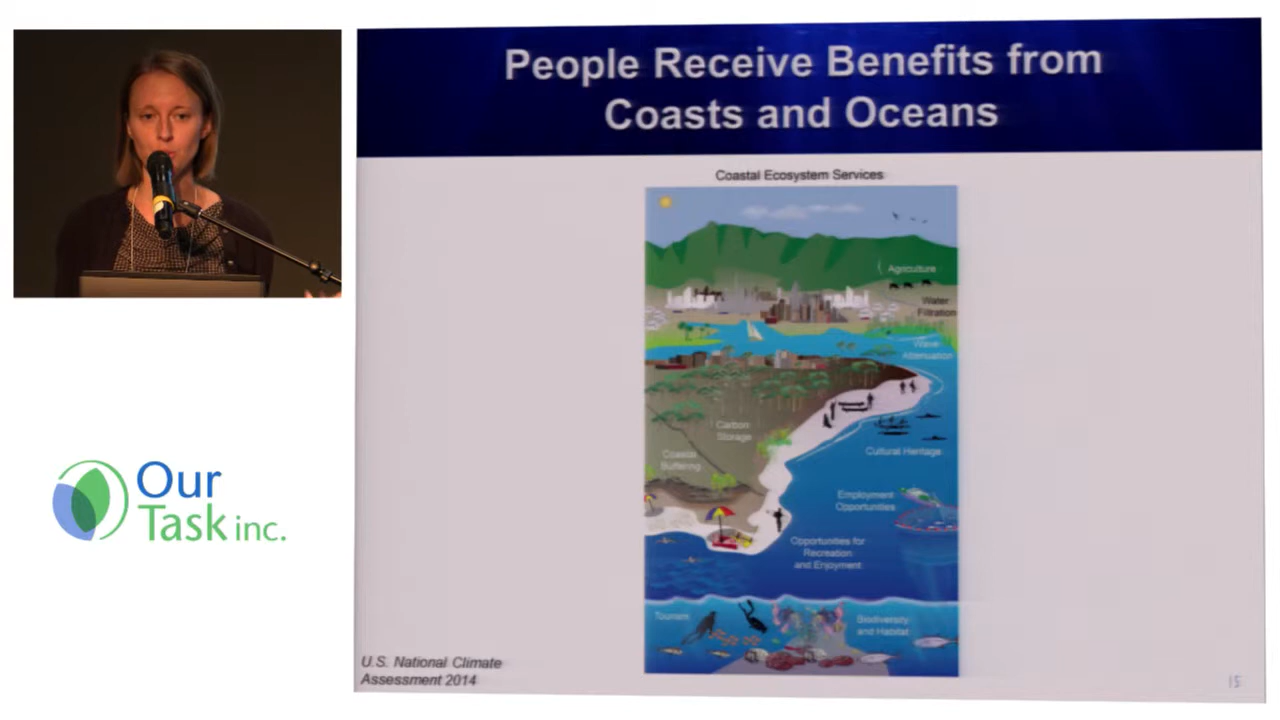 People Receive Benefits from
Coasts and Oceans
Coastal Ecosystem Services
Agriculture
Water
Filtration
Wave
Attenuation
Carbon
Storage
Coastal
Buffering
Cultural Heritage
Employment
Opportunities
Opportunities for
Recreation
and Enjoyment
Tourism
Biodiversity
and Habitat
U.S. National Climate
Assessment 2014
15
Our
Task inc.